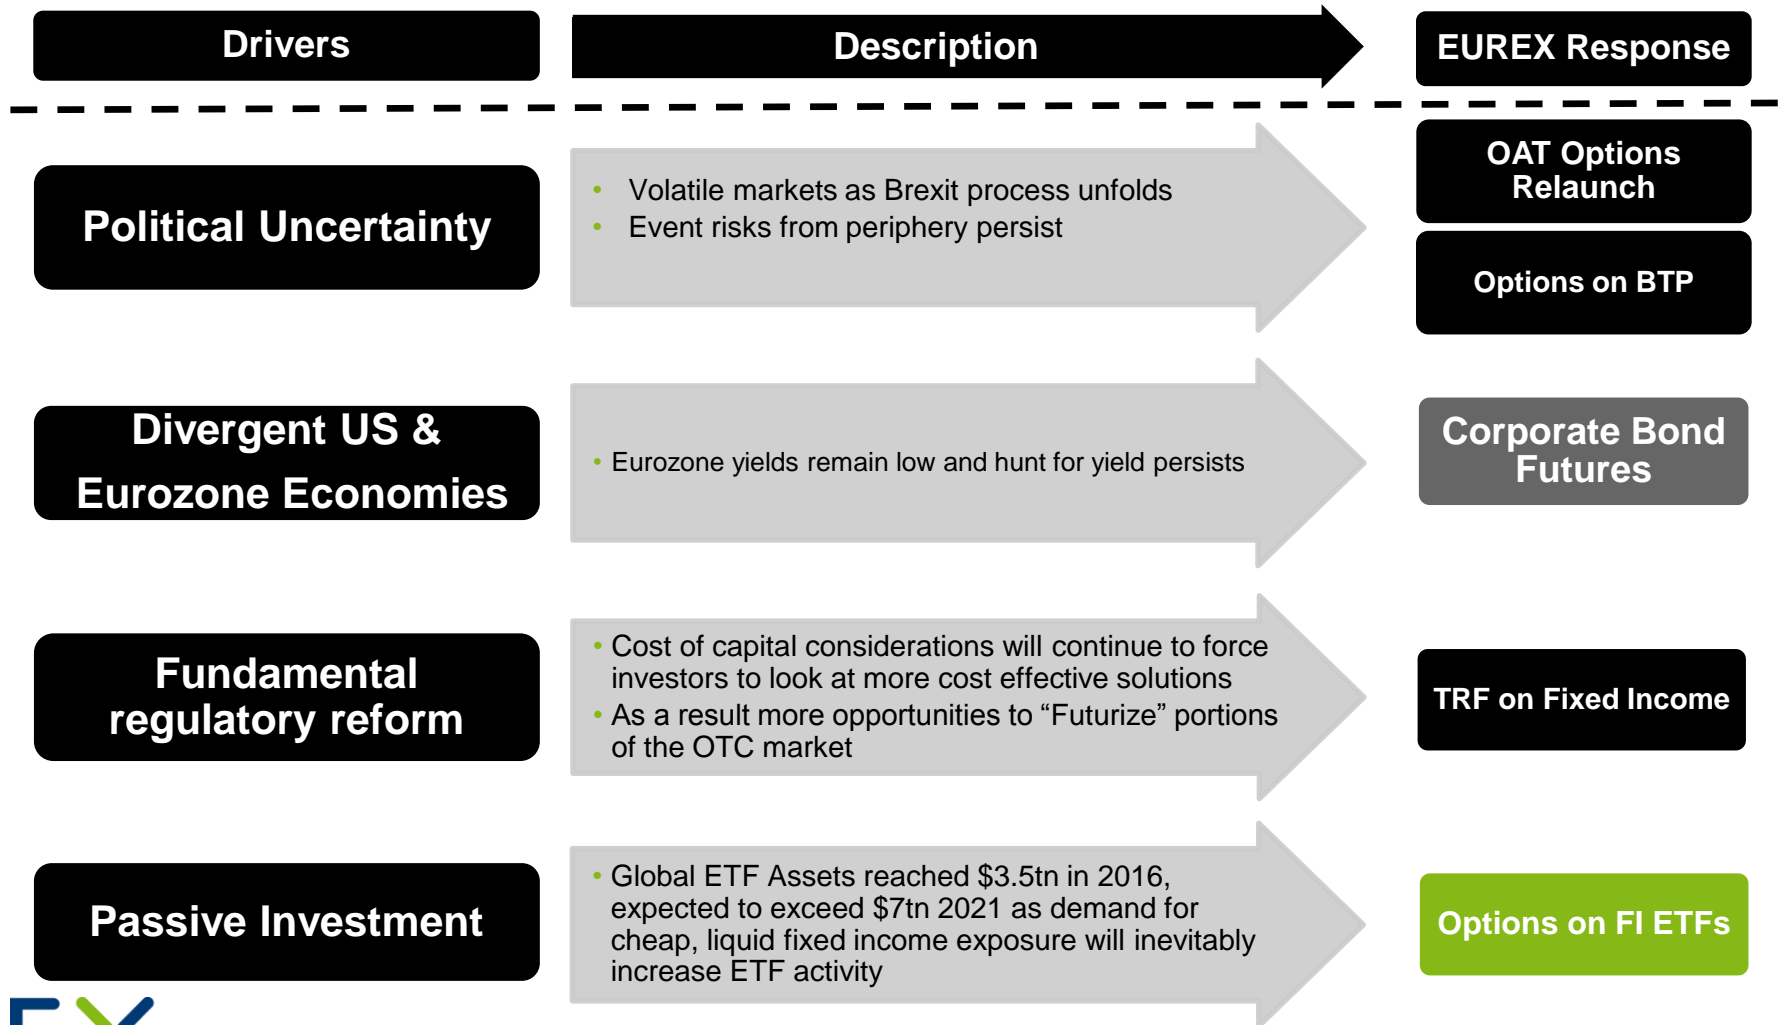 Drivers
Description
EUREX Response
Political Uncertainty
• Volatile markets as Brexit process unfolds
• Event risks from periphery persist
OAT Options
Relaunch
Options on BTP
Divergent US &
Eurozone Economies
• Eurozone yields remain low and hunt for yield persists
Corporate Bond
Futures
Fundamental
regulatory reform
• Cost of capital considerations will continue to force
investors to look at more cost effective solutions
• As a result more opportunities to “Futurize” portions
of the OTC market
TRF on Fixed Income
Passive Investment
• Global ETF Assets reached $3.5tn in 2016,
expected to exceed $7tn 2021 as demand for
cheap, liquid fixed income exposure will inevitably
increase ETF activity
Options on FI ETFs